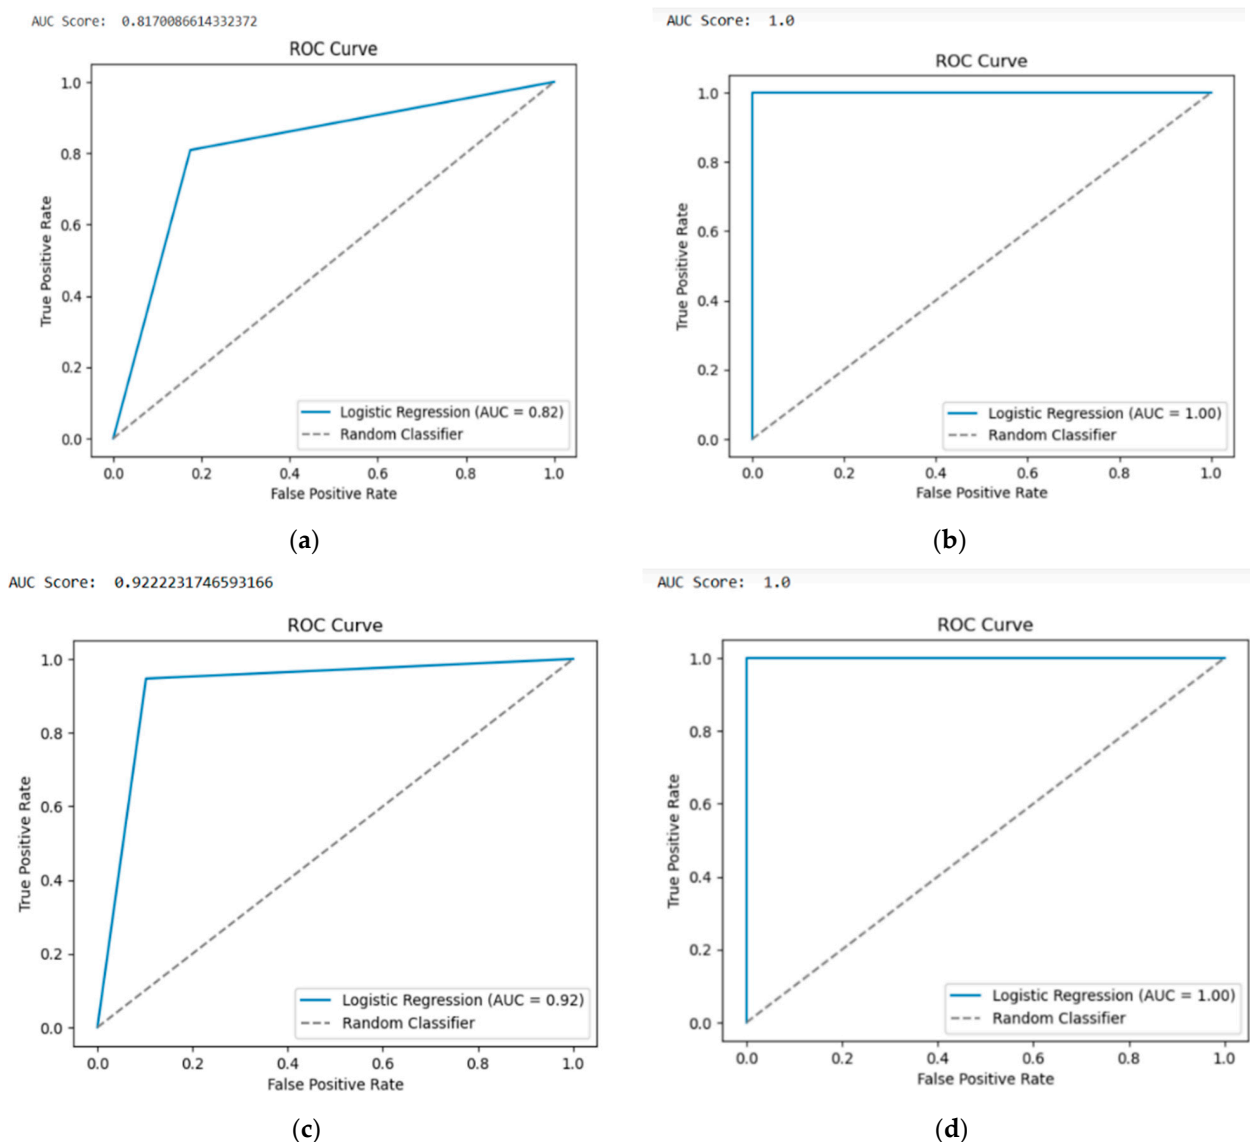 AUC Score: 0.8170086614332372
ROC Curve
True Positive Rate
1.0
0.8
0.6
0.4
0.2
0.0
Logistic Regression (AUC = 0.82)
Random Classifier
0.0 0.2 0.4 0.6 0.8 1.0
False Positive Rate
(a)
AUC Score: 1.0
ROC Curve
True Positive Rate
1.0
0.8
0.6
0.4
0.2
0.0
Logistic Regression (AUC = 1.00)
Random Classifier
0.0 0.2 0.4 0.6 0.8 1.0
False Positive Rate
(b)
AUC Score: 0.9222231746593166
ROC Curve
True Positive Rate
1.0
0.8
0.6
0.4
0.2
0.0
Logistic Regression (AUC = 0.92)
Random Classifier
0.0 0.2 0.4 0.6 0.8 1.0
False Positive Rate
(c)
AUC Score: 1.0
ROC Curve
True Positive Rate
1.0
0.8
0.6
0.4
0.2
0.0
Logistic Regression (AUC = 1.00)
Random Classifier
0.0 0.2 0.4 0.6 0.8 1.0
False Positive Rate
(d)